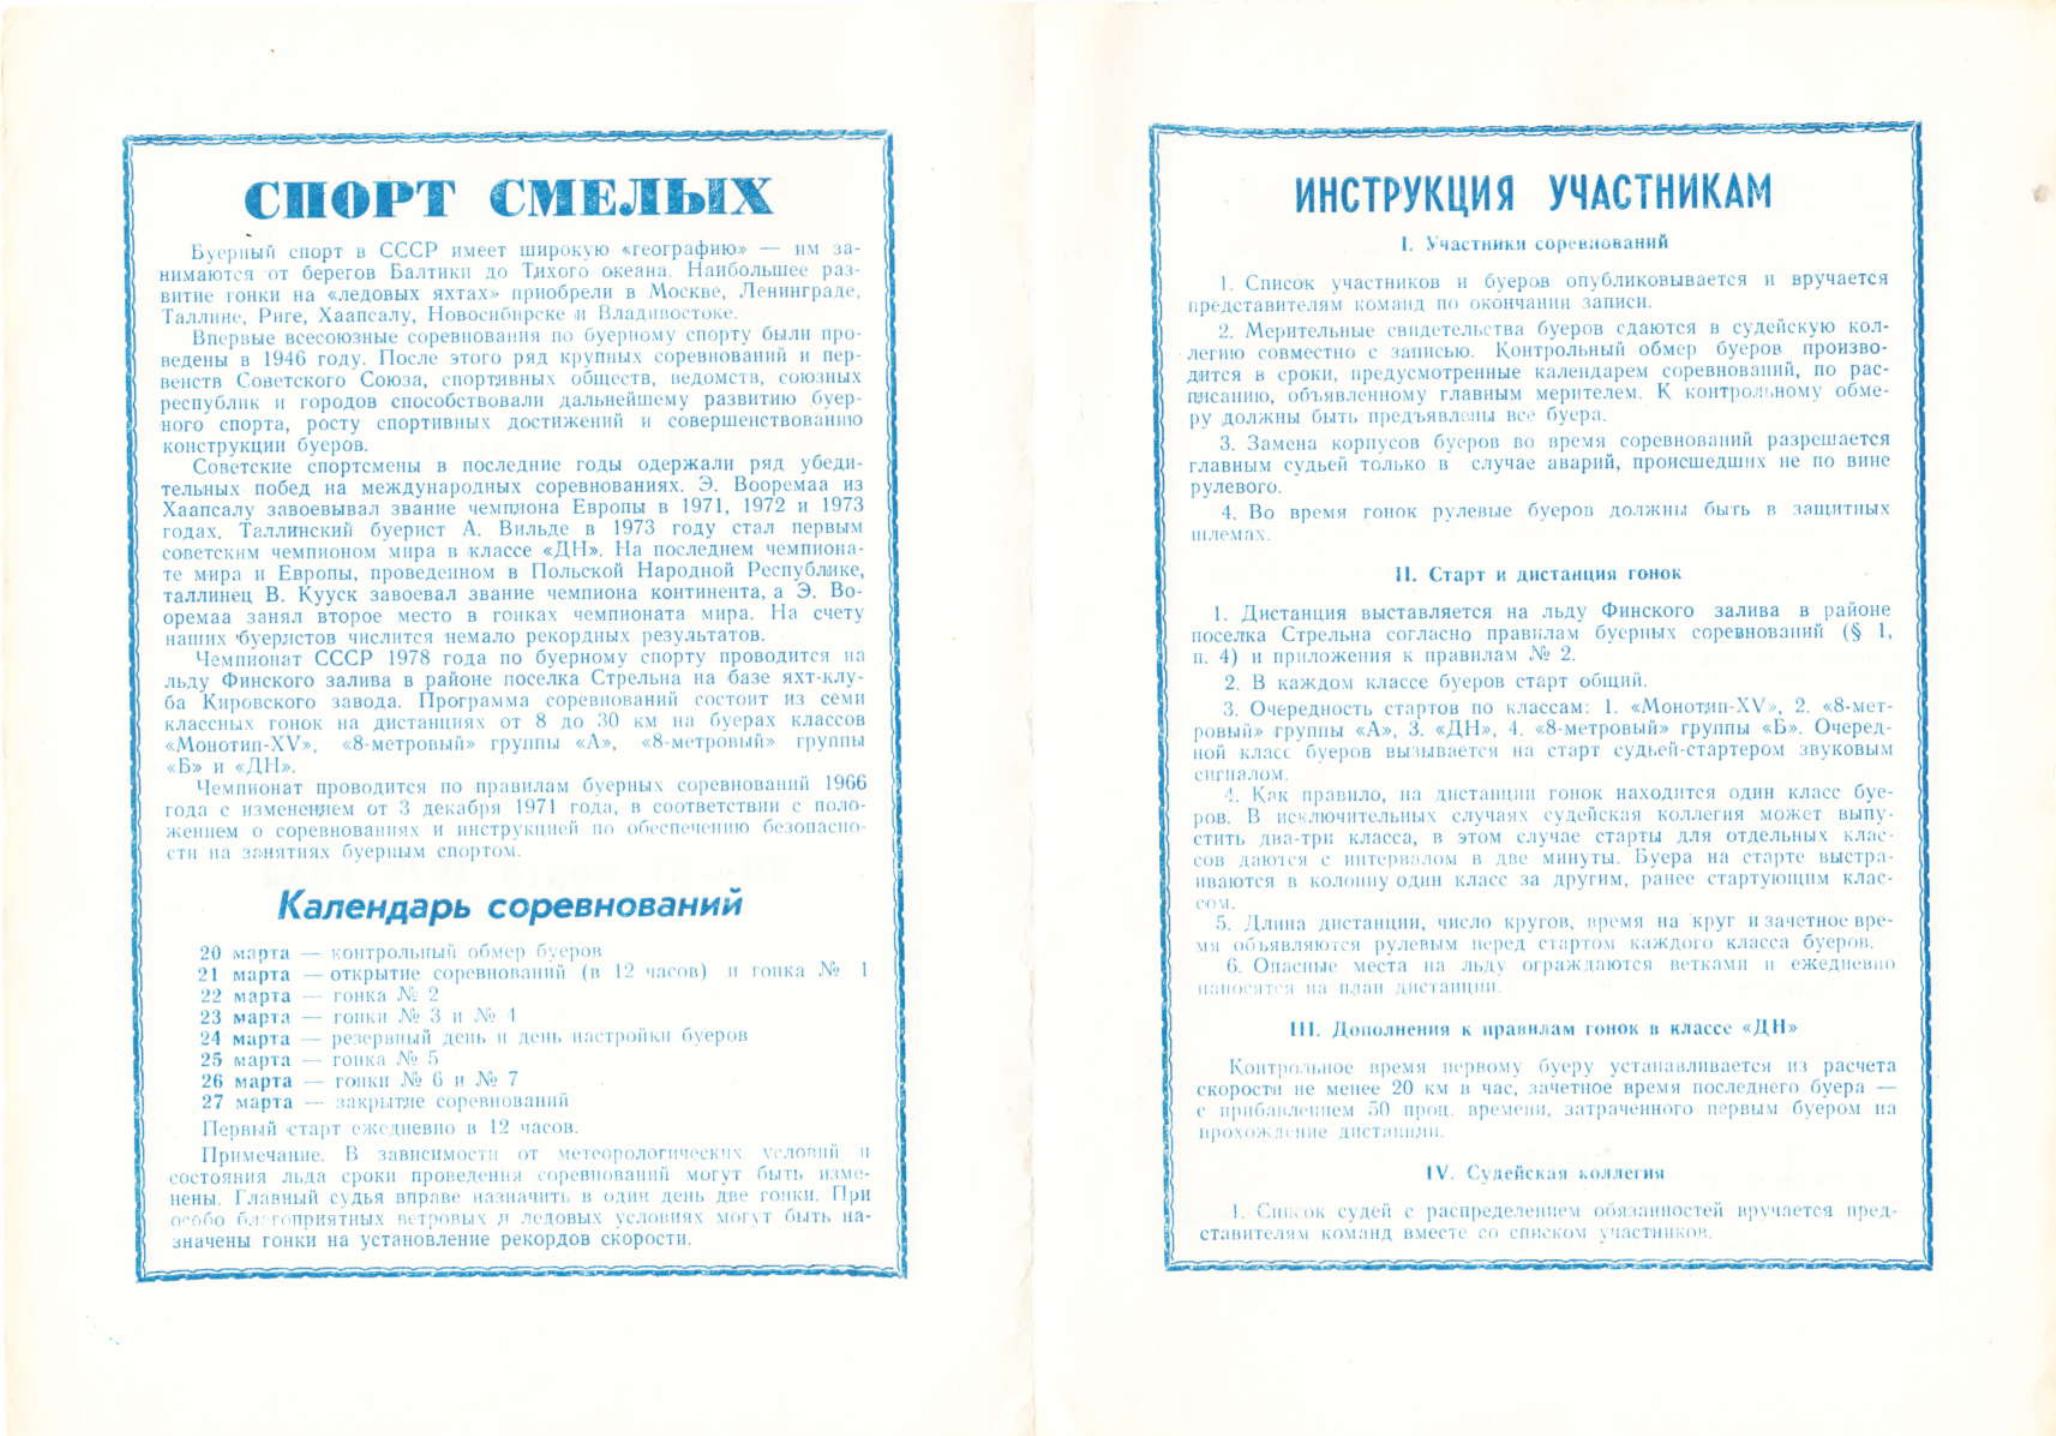 СПОРТ СМЕЛЫХ
Буерный спорт в СССР имеет широкую «географию» — им за-
нимаются от берегов Балтики до Тихого океана. Наибольшее раз-
витие гонки на «ледовых яхтах» приобрели в Москве, Ленинграде,
Таллине, Риге, Хаапсалу, Новосибирске и Владивостоке.
Впервые всесоюзные соревнования по буерному спорту были про-
ведены в 1946 году. После этого ряд крупных соревнований и пер-
венств Советского Союза, спортивных обществ, ведомств, союзных
республик и городов способствовали дальнейшему развитию буер-
ного спорта, росту спортивных достижений и совершенствованию
конструкции буеров.
Советские спортсмены в последние годы одержали ряд убеди-
тельных побед на международных соревнованиях. Э. Вооремаа из
Хаапсалу завоевывал звание чемпиона Европы в 1971, 1972 и 1973
годах. Таллинский буерист А. Вильде в 1973 году стал первым
советским чемпионом мира в классе «ДН». На последнем чемпиона-
те мира и Европы, проведенном в Польской Народной Республике,
таллинец В. Кууск завоевал звание чемпиона континента, а Э. Во-
оремаа занял второе место в гонках чемпионата мира. На счету
наших буеристов числится немало рекордных результатов.
Чемпионат СССР 1978 года по буерному спорту проводится на
льду Финского залива в районе поселка Стрельна на базе яхт-клу-
ба Кировского завода. Программа соревнований состоит из семи
классных гонок на дистанциях от 8 до 30 км на буерах классов
«Монотип-XV», «8-метровый» группы «А», «8-метровый» группы
«Б» и «ДН».
Чемпионат проводится по правилам буерных соревнований 1966
года с изменением от 3 декабря 1971 года, в соответствии с поло-
жением о соревнованиях и инструкцией по обеспечению безопасно-
сти на занятиях буерным спортом.
Календарь соревнований
20 марта — контрольный обмер буеров
21 марта — открытие соревнований (в 12 часов) и гонка № 1
22 марта — гонка № 2
23 марта — гонки № 3 и № 4
24 марта — резервный день и день настройки буеров
25 марта — гонка № 5
26 марта — гонки № 6 и № 7
27 марта — закрытие соревнований
Первый старт ежедневно в 12 часов.
Примечание. В зависимости от метеорологических условий и
состояния льда сроки проведения соревнований могут быть изме-
нены. Главный судья вправе назначить в один день две гонки. При
особо благоприятных ветровых и ледовых условиях могут быть на-
значены гонки на установление рекордов скорости.
ИНСТРУКЦИЯ УЧАСТНИКАМ
I. Участники соревнований
1. Список участников и буеров опубликовывается и вручается
представителям команд по окончании записи.
2. Мерительные свидетельства буеров сдаются в судейскую кол-
легию совместно с записью. Контрольный обмер буеров произво-
дится в сроки, предусмотренные календарем соревнований, по рас-
писанию, объявленному главным мерителем. К контрольному обме-
ру должны быть предъявлены все буера.
3. Замена корпусов буеров во время соревнований разрешается
главным судьей только в случае аварий, происшедших не по вине
рулевого.
4. Во время гонок рулевые буеров должны быть в защитных
шлемах.
II. Старт и дистанция гонок
1. Дистанция выставляется на льду Финского залива в районе
поселка Стрельна согласно правилам буерных соревнований (§ 1,
п. 4) и приложения к правилам № 2.
2. В каждом классе буеров старт общий.
3. Очередность стартов по классам: 1. «Монотип-XV», 2. «8-мет-
ровый» группы «А», 3. «ДН», 4. «8-метровый» группы «Б». Очеред-
ной класс буеров вызывается на старт судьей-стартером звуковым
сигналом.
4. Как правило, на дистанции гонок находится один класс буе-
ров. В исключительных случаях судейская коллегия может выпу-
стить два-три класса, в этом случае старты для отдельных клас-
сов даются с интервалом в две минуты. Буера на старте выстра-
иваются в колонну один класс за другим, ранее стартующим клас-
сом.
5. Длина дистанции, число кругов, время на круг и зачетное вре-
мя объявляются рулевым перед стартом каждого класса буеров.
6. Опасные места на льду ограждаются ветками и ежедневно
наносятся на план дистанции.
III. Дополнения к правилам гонок в классе «ДН»
Контрольное время первому буеру устанавливается из расчета
скорости не менее 20 км в час, зачетное время последнего буера —
с прибавлением 50 проц. времени, затраченного первым буером на
прохождение дистанции.
IV. Судейская коллегия
1. Список судей с распределением обязанностей вручается пред-
ставителям команд вместе со списком участников.